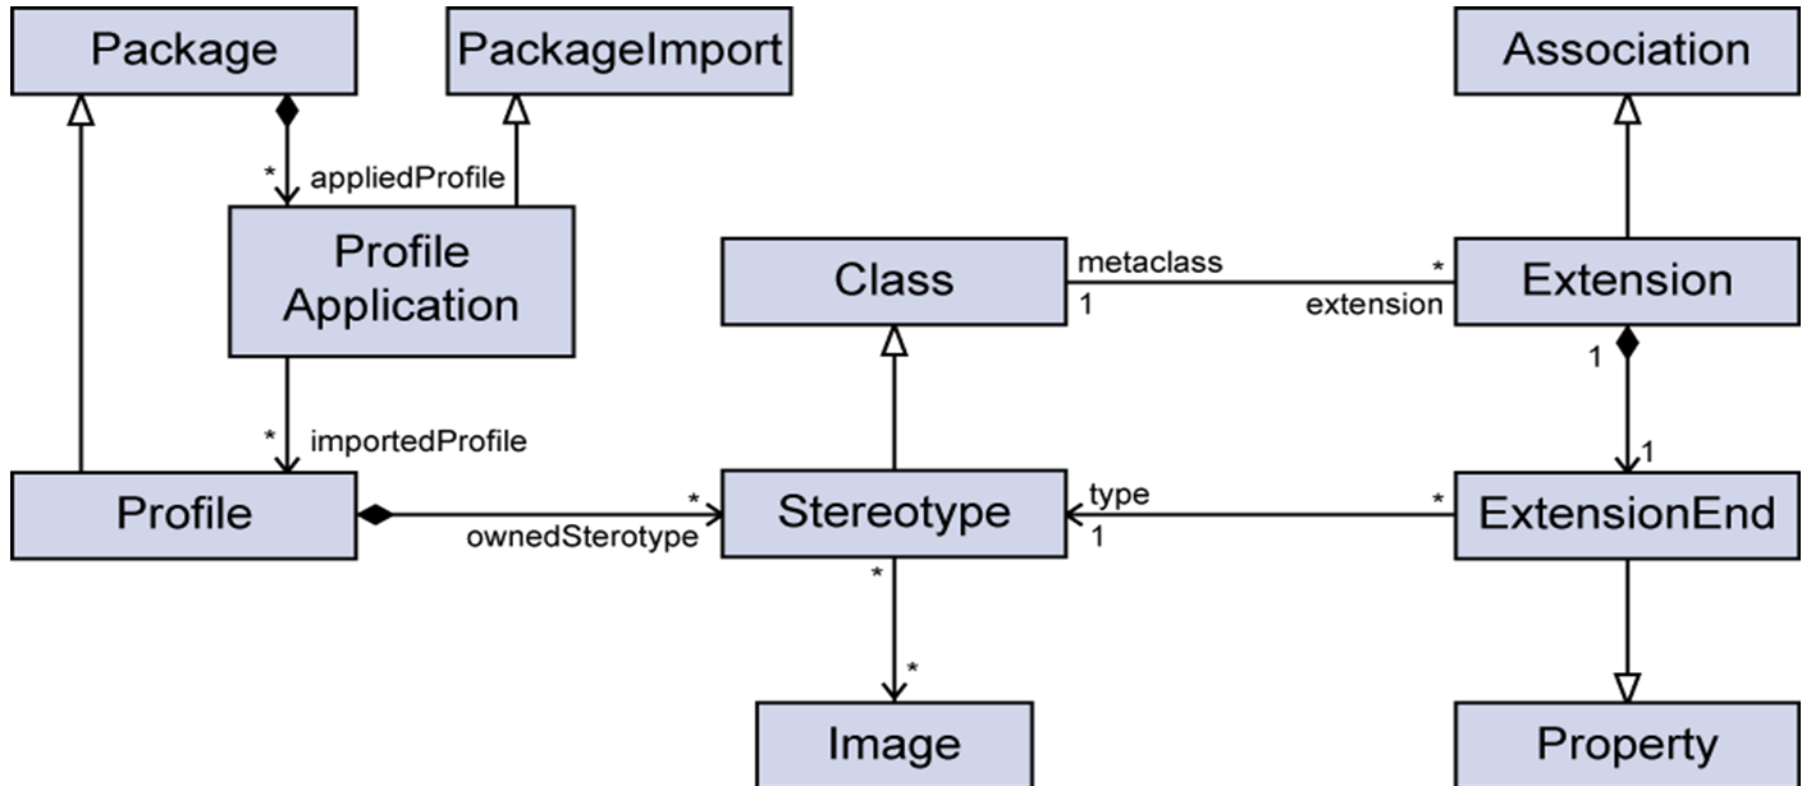 Package
PackageImport
Association
* appliedProfile
Profile
Application
Class
metaclass
1
*
extension
Extension
1
1
* importedProfile
Profile
*
ownedSterotype
Stereotype
type
1
*
ExtensionEnd
*
*
Image
Property